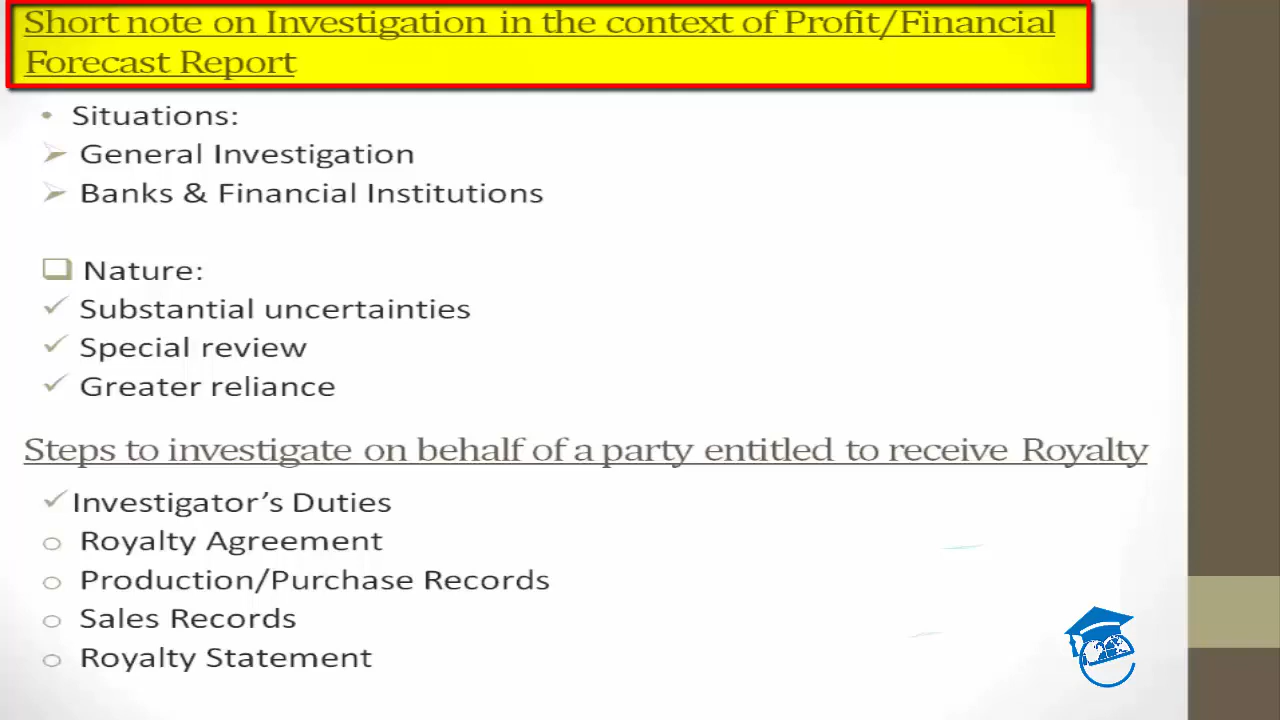 Short note on Investigation in the context of Profit/Financial
Forecast Report
• Situations:
➢ General Investigation
➢ Banks & Financial Institutions
❑ Nature:
✓ Substantial uncertainties
✓ Special review
✓ Greater reliance
Steps to investigate on behalf of a party entitled to receive Royalty
✓ Investigator’s Duties
o Royalty Agreement
o Production/Purchase Records
o Sales Records
o Royalty Statement